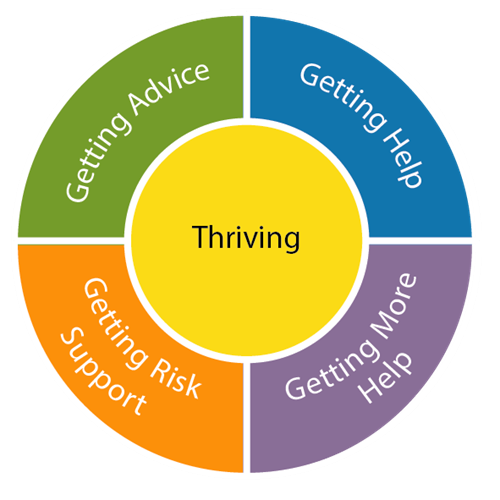 Getting Advice
Getting Help
Thriving
Getting Risk
Support
Getting More
Help